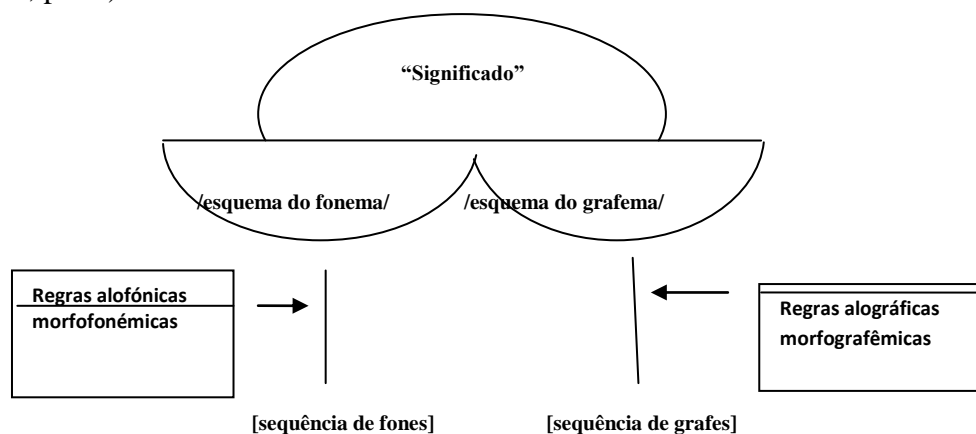 “Significado”
/esquema do fonema/ /esquema do grafema/
Regras alofónicas
morfofonémicas
Regras alográficas
morfografêmicas
[sequência de fones] [sequência de grafes]